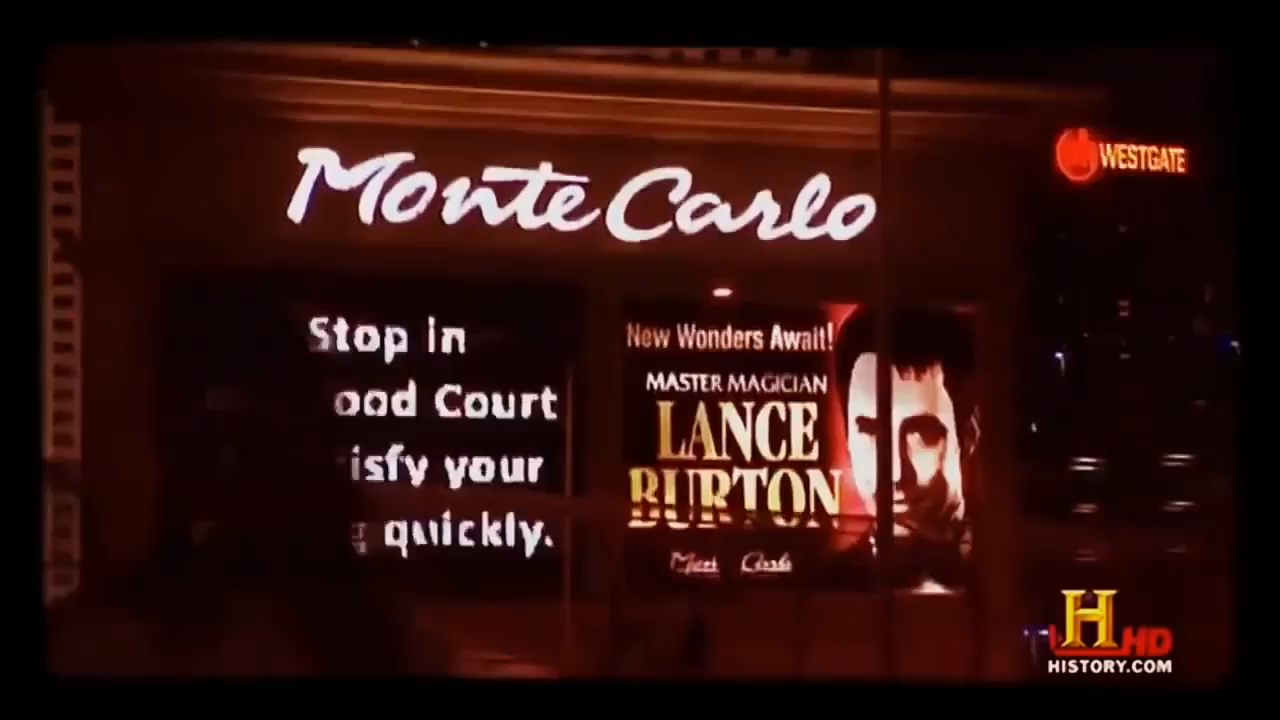 Monte Carlo
WESTGATE
Stop in
ood Court
isfy your
quickly.
New Wonders Await!
MASTER MAGICIAN
LANCE
BURTON
Monte Carlo
H HD
HISTORY.COM